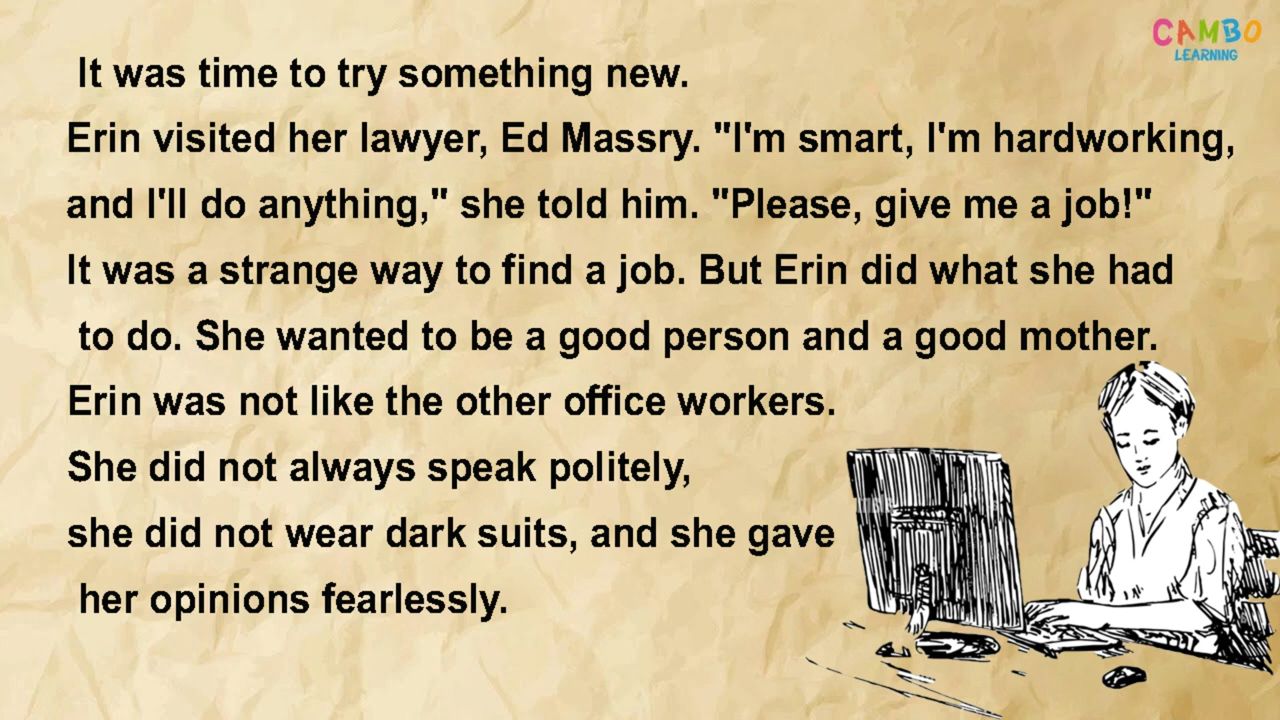 CAMBO
LEARNING
It was time to try something new.
Erin visited her lawyer, Ed Massry. "I'm smart, I'm hardworking,
and I'll do anything," she told him. "Please, give me a job!"
It was a strange way to find a job. But Erin did what she had
to do. She wanted to be a good person and a good mother.
Erin was not like the other office workers.
She did not always speak politely,
she did not wear dark suits, and she gave
her opinions fearlessly.